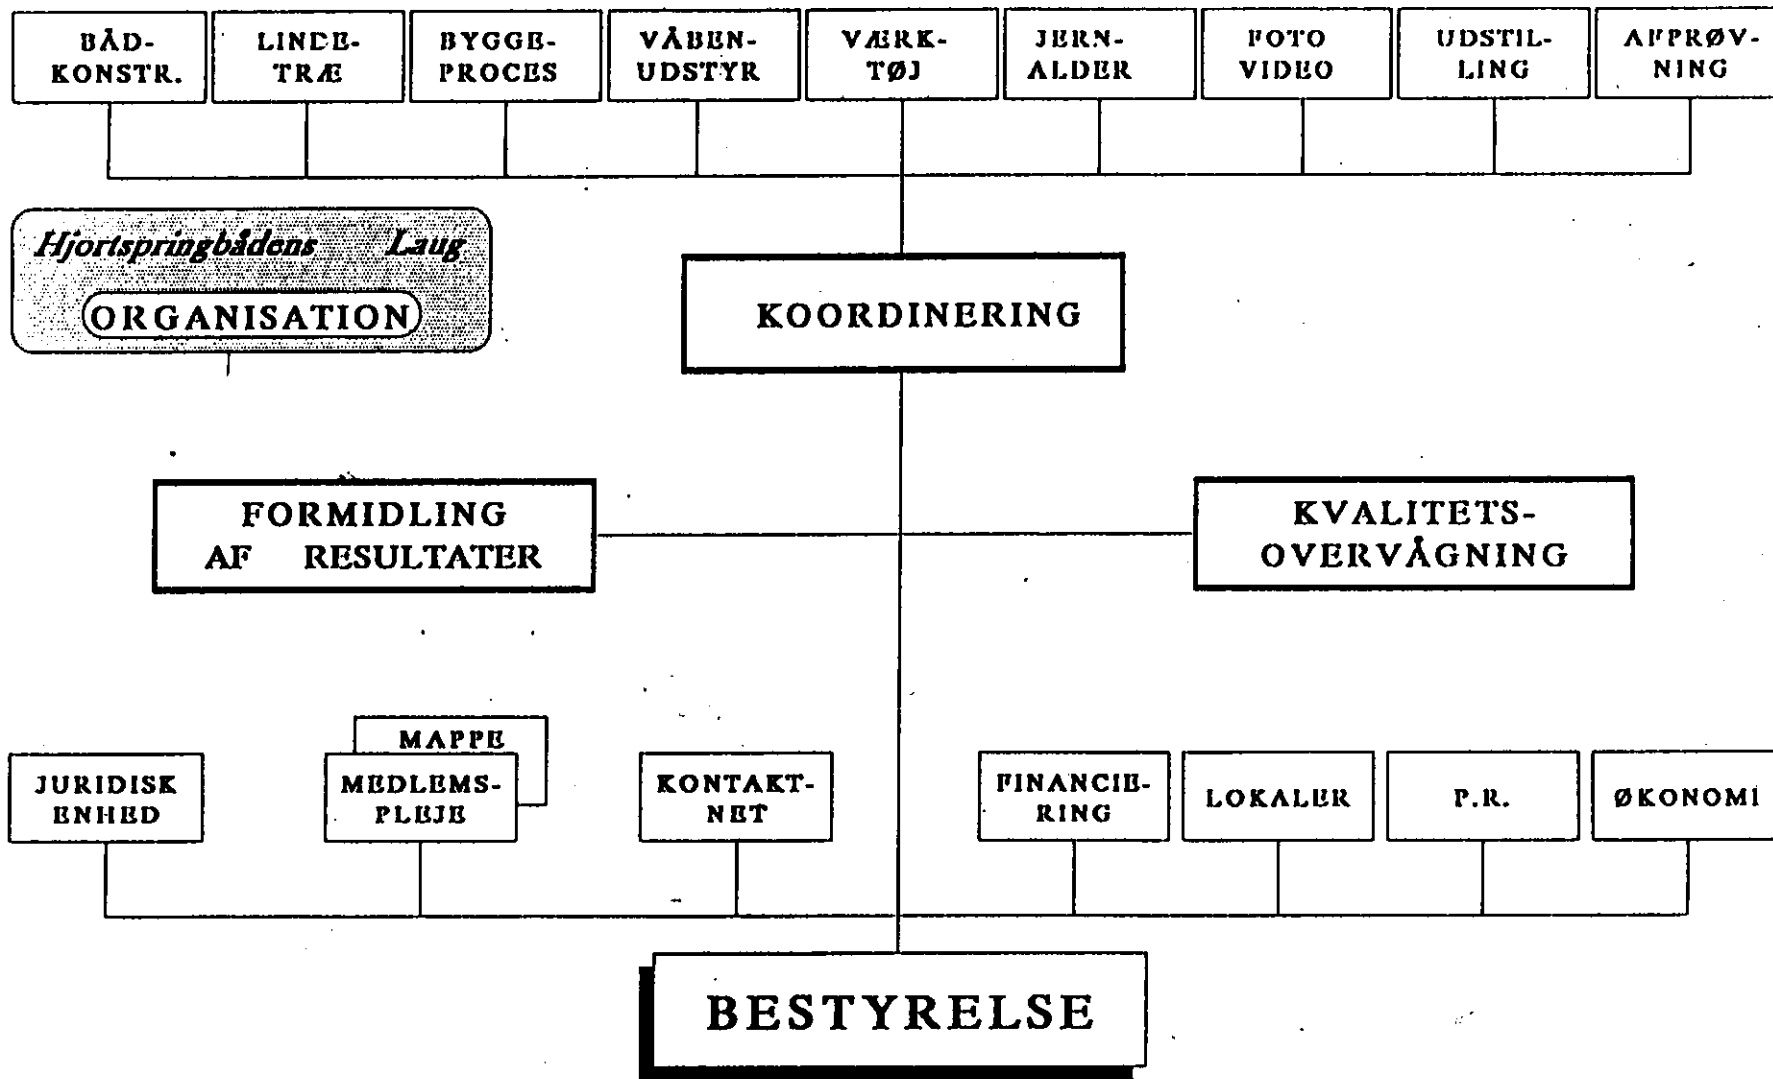 BÅD-
KONSTR.
LINDE-
TRÆ
BYGGE-
PROCES
VÅBEN-
UDSTYR
VÆRK-
TØJ
JERN-
ALDER
FOTO
VIDEO
UDSTIL-
LING
AFPRØV-
NING
Hjortspringbådens Laug
ORGANISATION
KOORDINERING
FORMIDLING
AF RESULTATER
KVALITETS-
OVERVÅGNING
JURIDISK
ENHED
MAPPE
MEDLEMS-
PLEJE
KONTAKT-
NET
FINANCIE-
RING
LOKALER
P.R.
ØKONOMI
BESTYRELSE